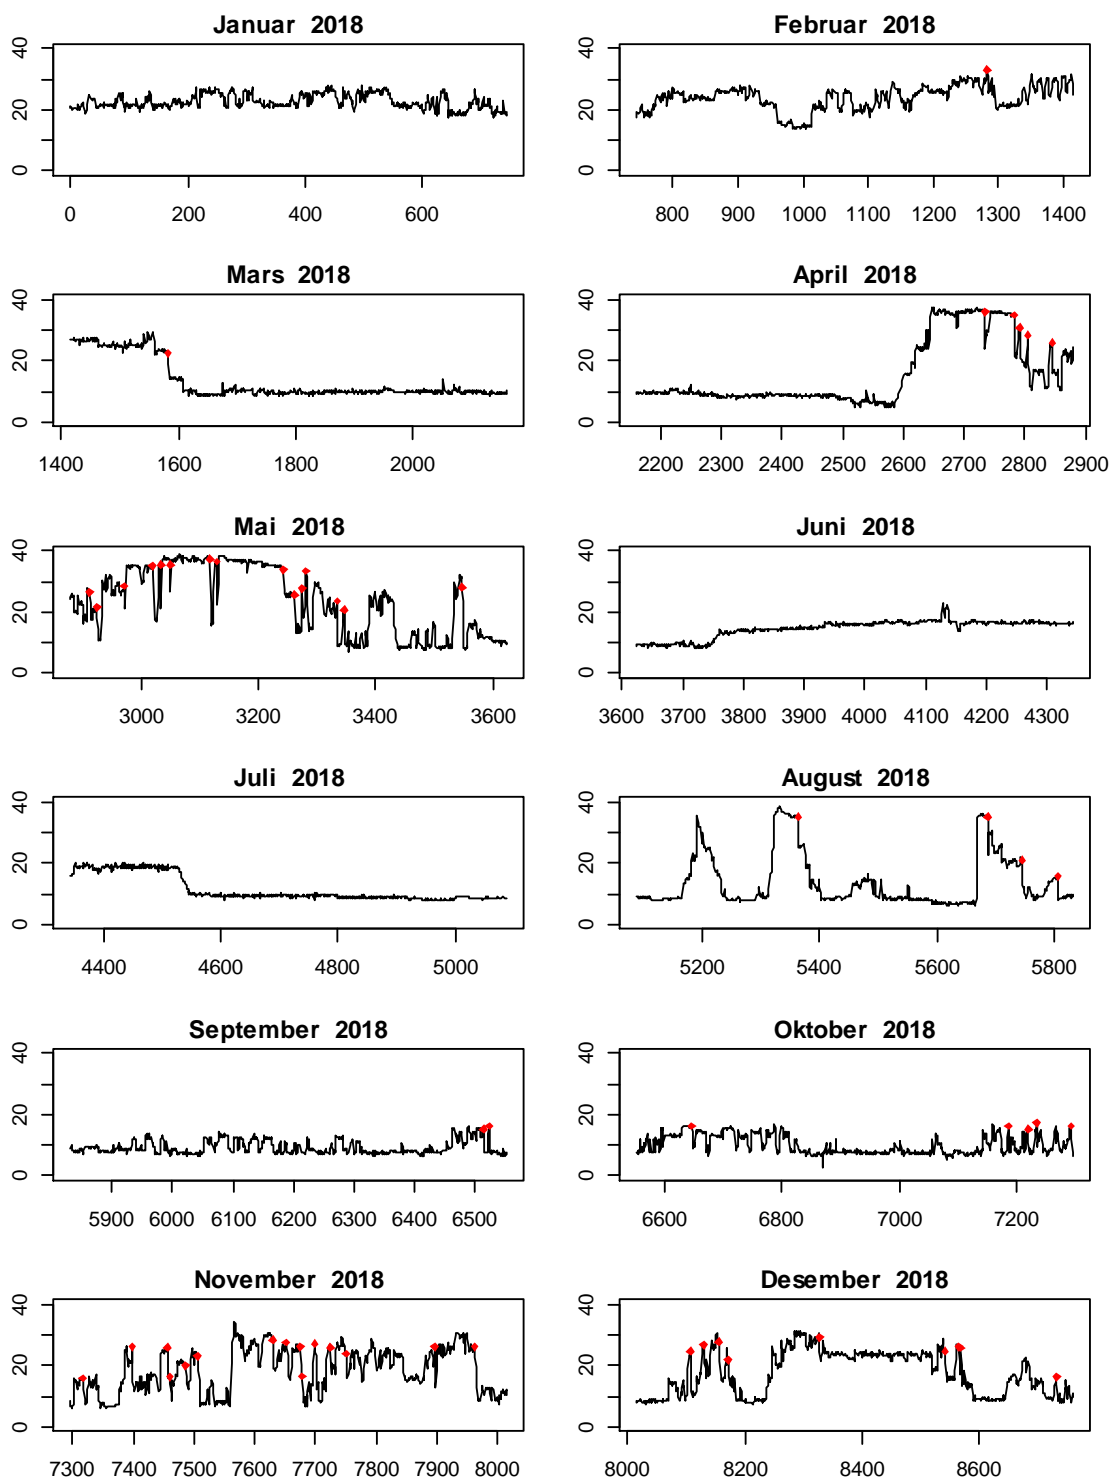 Januar 2018
0 20 40
0 200 400 600
Februar 2018
0 20 40
800 900 1000 1100 1200 1300 1400
Mars 2018
0 20 40
1400 1600 1800 2000
April 2018
0 20 40
2200 2300 2400 2500 2600 2700 2800 2900
Mai 2018
0 20 40
3000 3200 3400 3600
Juni 2018
0 20 40
3600 3700 3800 3900 4000 4100 4200 4300
Juli 2018
0 20 40
4400 4600 4800 5000
August 2018
0 20 40
5200 5400 5600 5800
September 2018
0 20 40
5900 6000 6100 6200 6300 6400 6500
Oktober 2018
0 20 40
6600 6800 7000 7200
November 2018
0 20 40
7300 7400 7500 7600 7700 7800 7900 8000
Desember 2018
0 20 40
8000 8200 8400 8600